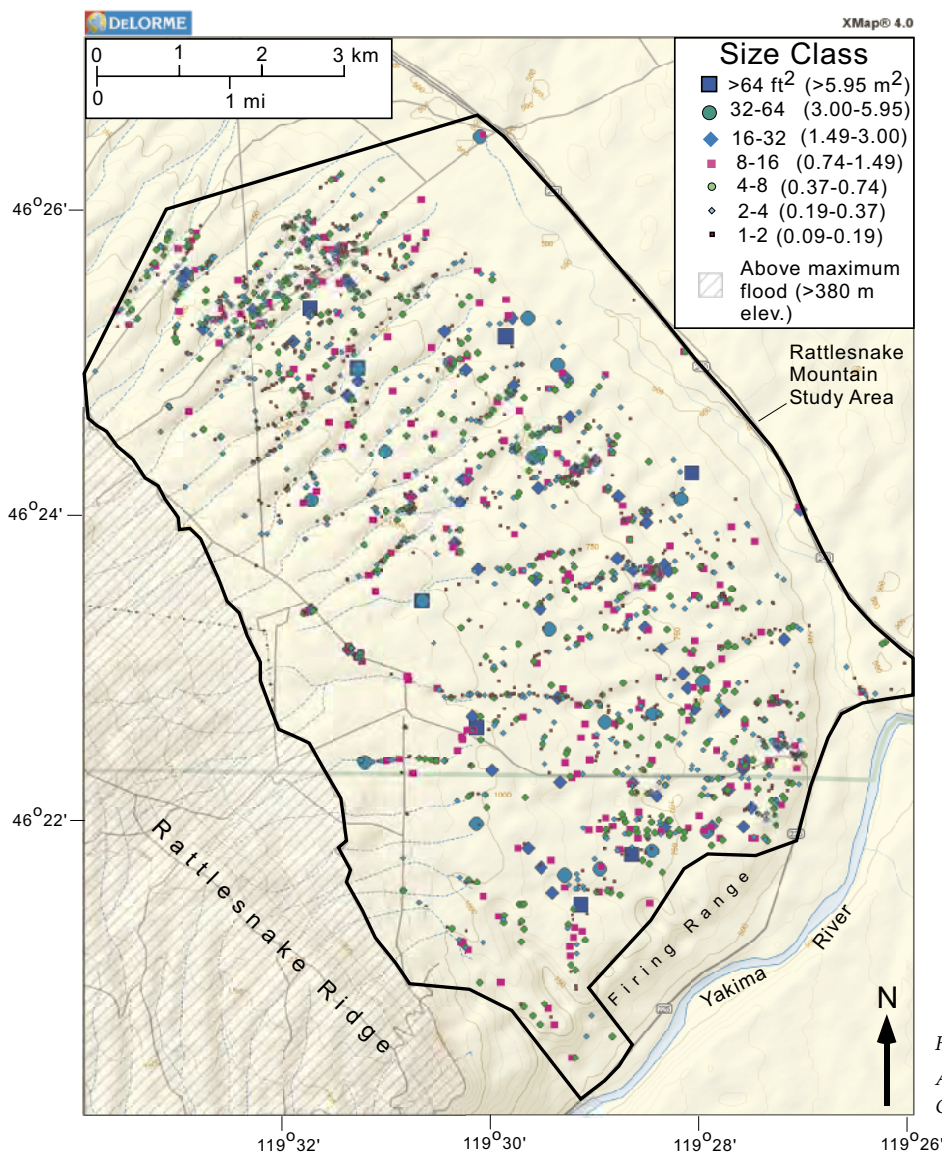 DELORME
XMap® 4.0
0 1 2 3 km
0 1 mi
Size Class
>64 ft² (>5.95 m²)
32-64 (3.00-5.95)
16-32 (1.49-3.00)
8-16 (0.74-1.49)
4-8 (0.37-0.74)
2-4 (0.19-0.37)
1-2 (0.09-0.19)
Above maximum
flood (>380 m
elev.)
Rattlesnake
Mountain
Study Area
46°26'
46°24'
46°22'
750
1000
Rattlesnake Ridge
Firing Range
Yakima River
N
119°32'
119°30'
119°28'
119°26'